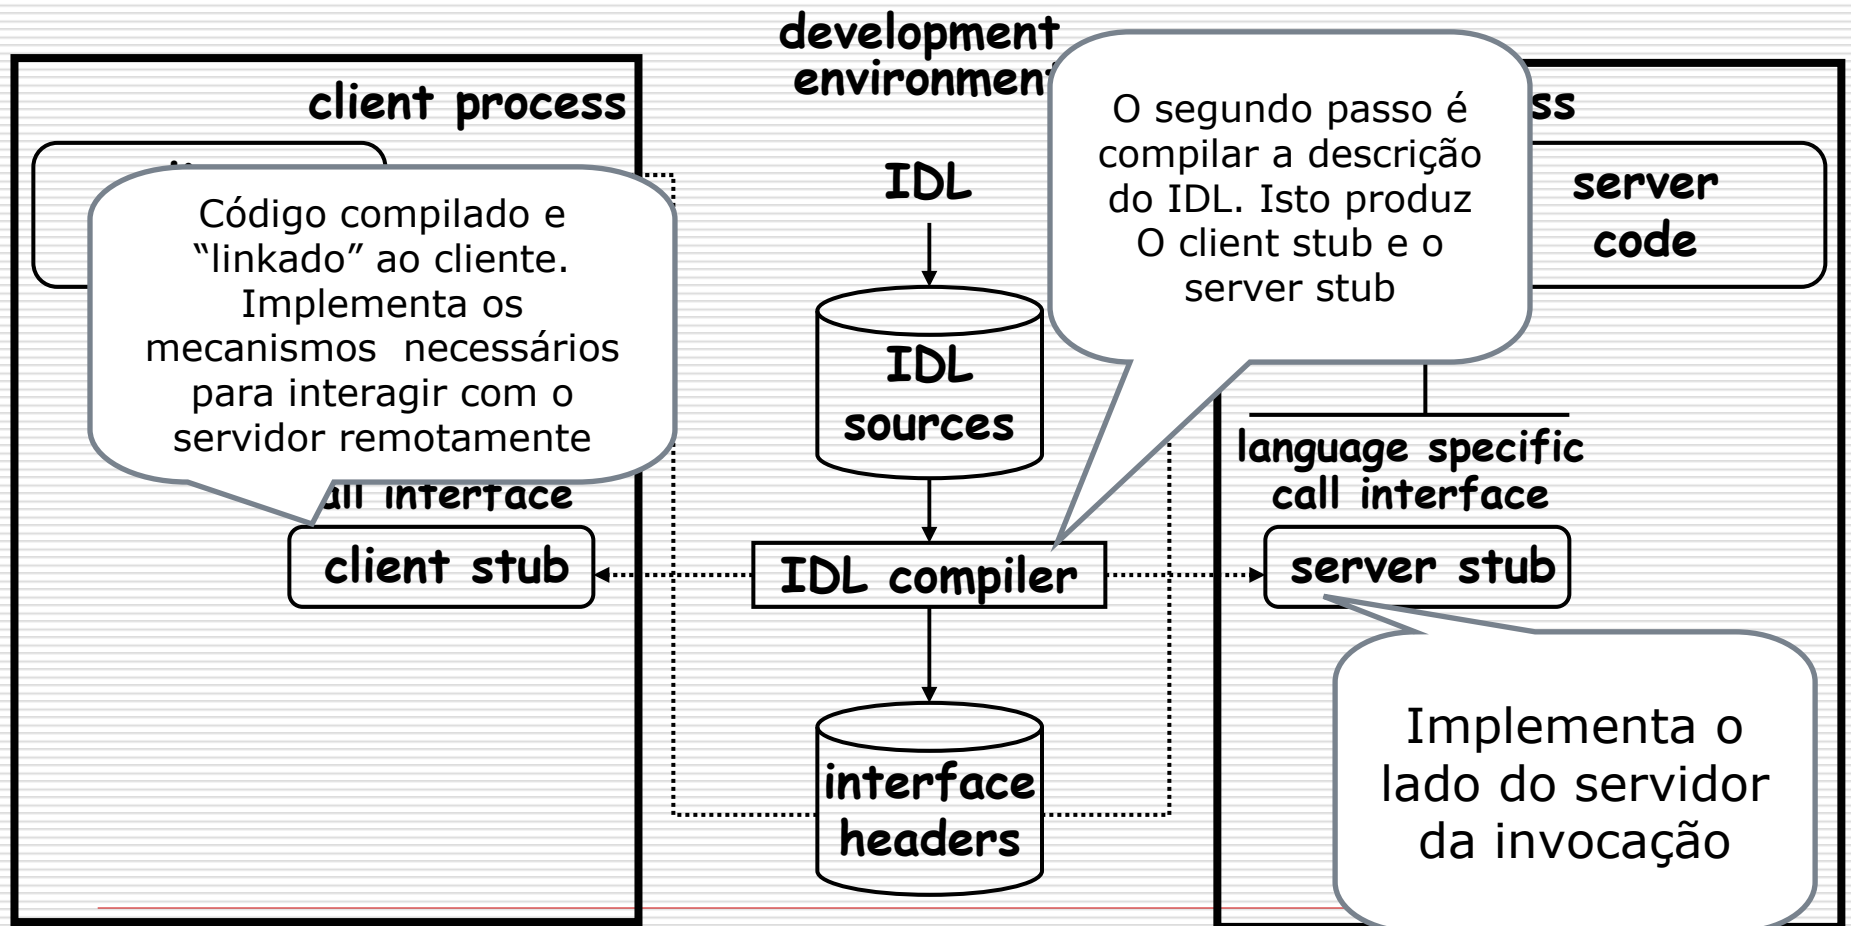 development
environment
client process
ss
O segundo passo é
compilar a descrição
do IDL. Isto produz
O client stub e o
server stub
IDL
server
code
Código compilado e
“linkado” ao cliente.
Implementa os
mecanismos necessários
para interagir com o
servidor remotamente
IDL
sources
language specific
call interface
all interface
client stub
IDL compiler
server stub
Implementa o
lado do servidor
da invocação
interface
headers